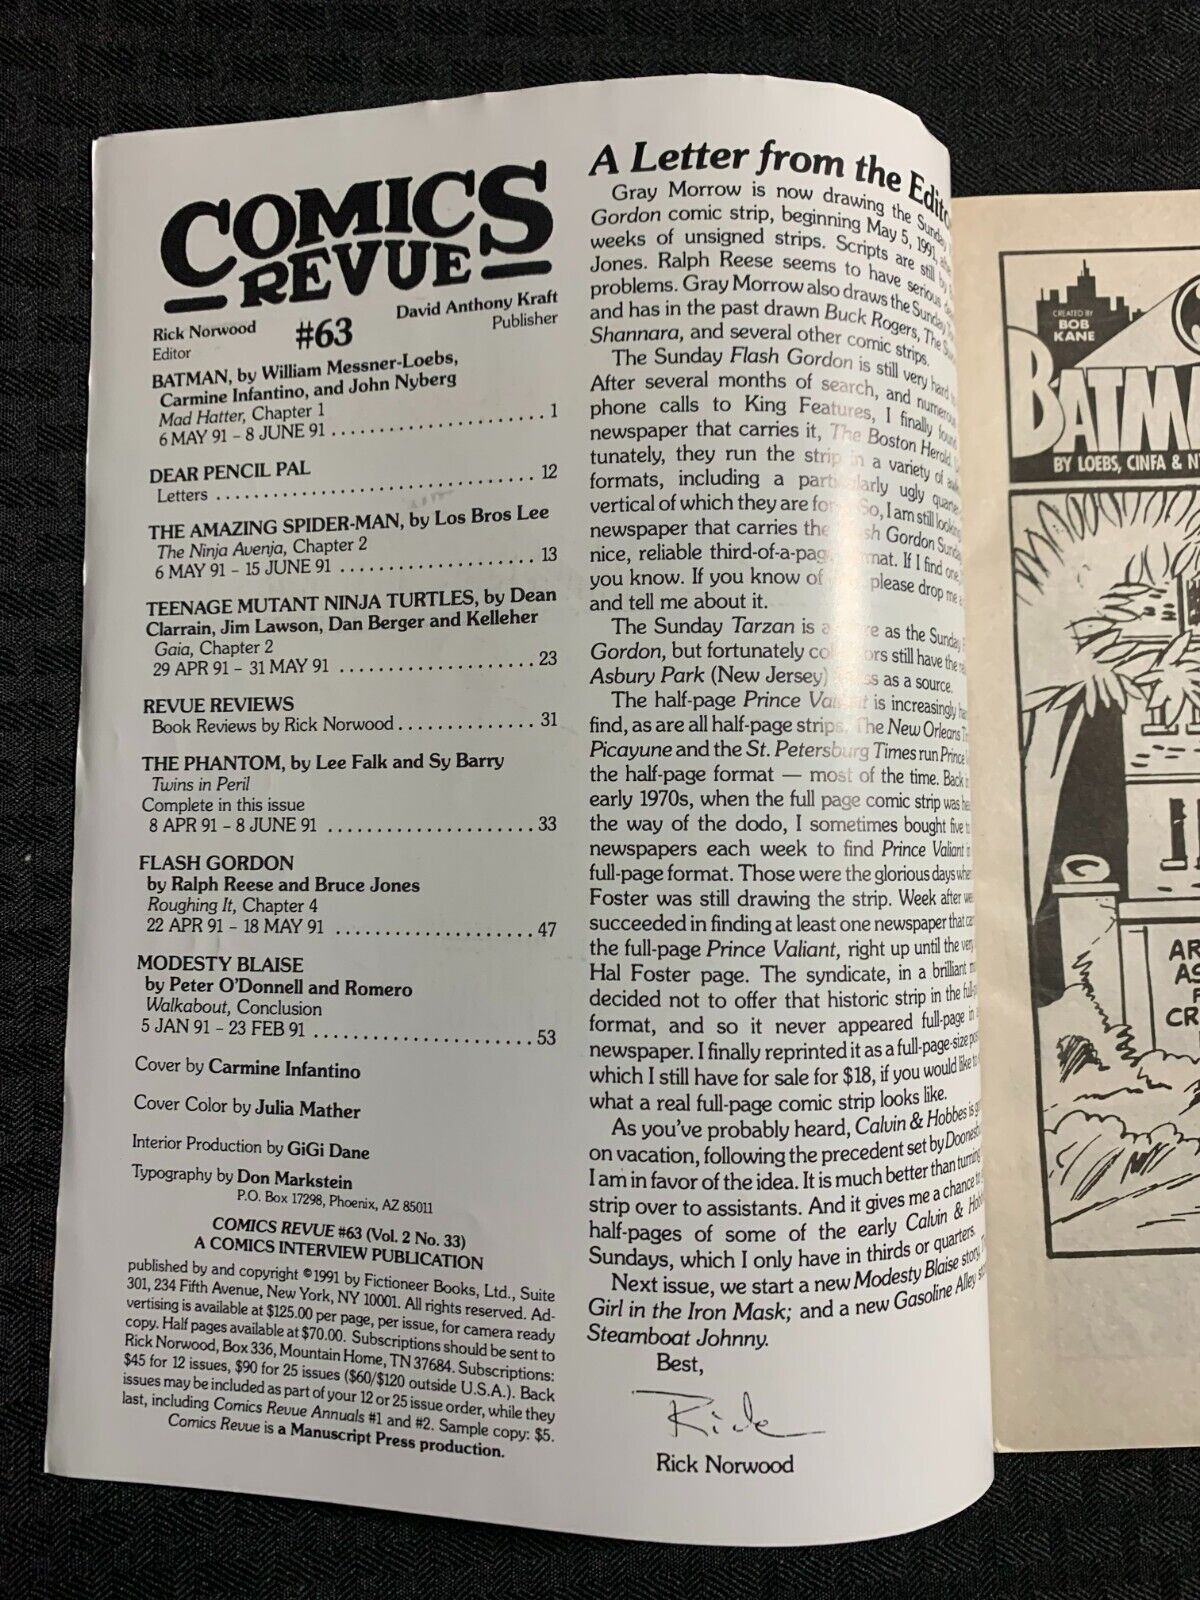 COMICS
REVUE
Rick Norwood
Editor
#63
David Anthony Kraft
Publisher
BATMAN, by William Messner-Loebs,
Carmine Infantino, and John Nyberg
Mad Hatter, Chapter 1
6 MAY 91 – 8 JUNE 91 . . . . . . . . . . . . . . . . . . . . . . 1
DEAR PENCIL PAL
Letters . . . . . . . . . . . . . . . . . . . . . . . . . . . . . . . . . 12
THE AMAZING SPIDER-MAN, by Los Bros Lee
The Ninja Avenja, Chapter 2
6 MAY 91 – 15 JUNE 91 . . . . . . . . . . . . . . . . . . . . 13
TEENAGE MUTANT NINJA TURTLES, by Dean
Clarrain, Jim Lawson, Dan Berger and Kelleher
Gaia, Chapter 2
29 APR 91 – 31 MAY 91 . . . . . . . . . . . . . . . . . . . . 23
REVUE REVIEWS
Book Reviews by Rick Norwood . . . . . . . . . . . . . . 31
THE PHANTOM, by Lee Falk and Sy Barry
Twins in Peril
Complete in this issue
8 APR 91 – 8 JUNE 91 . . . . . . . . . . . . . . . . . . . . . 33
FLASH GORDON
by Ralph Reese and Bruce Jones
Roughing It, Chapter 4
22 APR 91 – 18 MAY 91 . . . . . . . . . . . . . . . . . . . . 47
MODESTY BLAISE
by Peter O'Donnell and Romero
Walkabout, Conclusion
5 JAN 91 – 23 FEB 91 . . . . . . . . . . . . . . . . . . . . . . 53
Cover by Carmine Infantino
Cover Color by Julia Mather
Interior Production by GiGi Dane
Typography by Don Markstein
P.O. Box 17298, Phoenix, AZ 85011
COMICS REVUE #63 (Vol. 2 No. 33)
A COMICS INTERVIEW PUBLICATION
published by and copyright ©1991 by Fictioneer Books, Ltd., Suite
301, 234 Fifth Avenue, New York, NY 10001. All rights reserved. Ad-
vertising is available at $125.00 per page, per issue, for camera ready
copy. Half pages available at $70.00. Subscriptions should be sent to
Rick Norwood, Box 336, Mountain Home, TN 37684. Subscriptions:
$45 for 12 issues, $90 for 25 issues ($60/$120 outside U.S.A.). Back
issues may be included as part of your 12 or 25 issue order, while they
last, including Comics Revue Annuals #1 and #2. Sample copy: $5.
Comics Revue is a Manuscript Press production.
A Letter from the
Gray Morrow is now drawing the Sunday
Gordon comic strip, beginning May 5, 1991,
weeks of unsigned strips. Scripts are still by
Jones. Ralph Reese seems to have serious
problems. Gray Morrow also draws the Sunday
and has in the past drawn Buck Rogers, The
Shannara, and several other comic strips.
The Sunday Flash Gordon is still very hard
After several months of search, and
phone calls to King Features, I finally found
newspaper that carries it, The Boston Herald.
tunately, they run the strip in a variety of
formats, including a particularly ugly
vertical of which they are So, I am still looking
newspaper that carries the Gordon
nice, reliable If I find
you know. If you know of please drop me
and tell me about it.
The Sunday Tarzan is as the Sunday
Gordon, but fortunately still have the
Asbury Park (New Jersey) as a source.
The half-page Prince is increasingly
find, as are all half-page strips. The New Orleans
Picayune and the St. Petersburg Times run Prince
the half-page format — most of the time. Back
early 1970s, when the full page comic strip was
the way of the dodo, I sometimes bought five
newspapers each week to find Prince Valiant
full-page format. Those were the glorious days
Foster was still drawing the strip. Week after
succeeded in finding at least one newspaper that
the full-page Prince Valiant, right up until the
Hal Foster page. The syndicate, in a brilliant
decided not to offer that historic strip in the
format, and so it never appeared full-page in
newspaper. I finally reprinted it as a full-page-size
which I still have for sale for $18, if you would like
what a real full-page comic strip looks like.
As you've probably heard, Calvin & Hobbes is
on vacation, following the precedent set by
I am in favor of the idea. It is much better than turning
strip over to assistants. And it gives me a chance
half-pages of some of the early Calvin &
Sundays, which I only have in thirds or quarters.
Next issue, we start a new Modesty Blaise story,
Girl in the Iron Mask; and a new Gasoline Alley
Steamboat Johnny.
Best,
Rick
Rick Norwood
CREATED BY
BOB
KANE
BY LOEBS, CINFA &